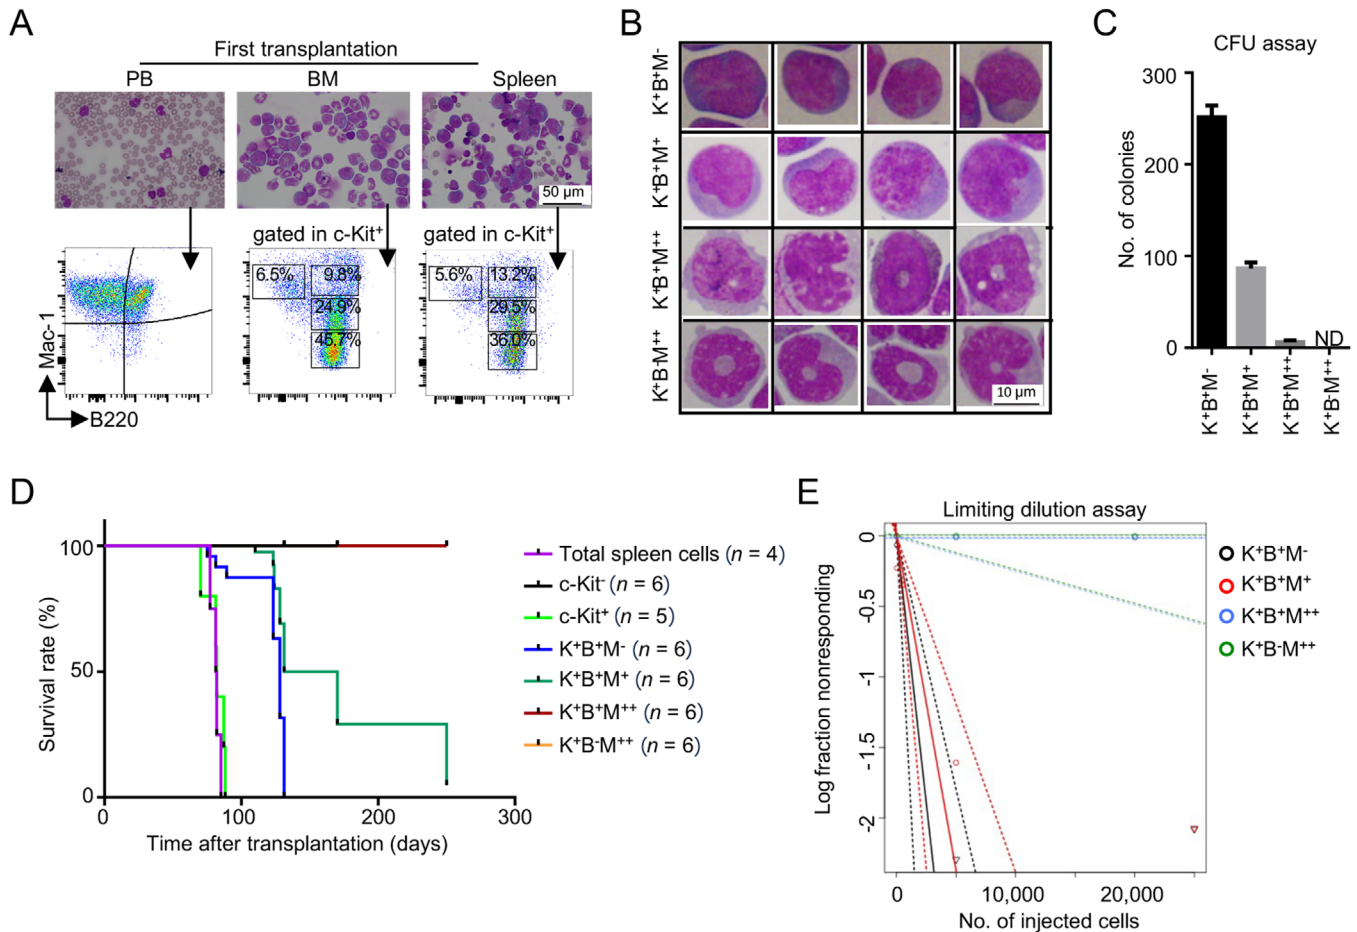 A
First transplantation
PB
BM
Spleen
50 µm
gated in c-Kit⁺
gated in c-Kit⁺
6.5%
9.8%
24.9%
45.7%
5.6%
13.2%
29.5%
36.0%
Mac-1
B220
B
K⁺B⁺M⁻
K⁺B⁺M⁺
K⁺B⁺M⁺⁺
K⁺B⁻M⁺⁺
10 µm
C
CFU assay
No. of colonies
300
200
100
0
ND
K⁺B⁺M⁻
K⁺B⁺M⁺
K⁺B⁺M⁺⁺
K⁺B⁻M⁺⁺
D
Survival rate (%)
100
50
0
0
100
200
300
Time after transplantation (days)
Total spleen cells (n = 4)
c-Kit⁻ (n = 6)
c-Kit⁺ (n = 5)
K⁺B⁺M⁻ (n = 6)
K⁺B⁺M⁺ (n = 6)
K⁺B⁺M⁺⁺ (n = 6)
K⁺B⁻M⁺⁺ (n = 6)
E
Limiting dilution assay
Log fraction nonresponding
0
-0.5
-1
-1.5
-2
0
10,000
20,000
No. of injected cells
K⁺B⁺M⁻
K⁺B⁺M⁺
K⁺B⁺M⁺⁺
K⁺B⁻M⁺⁺